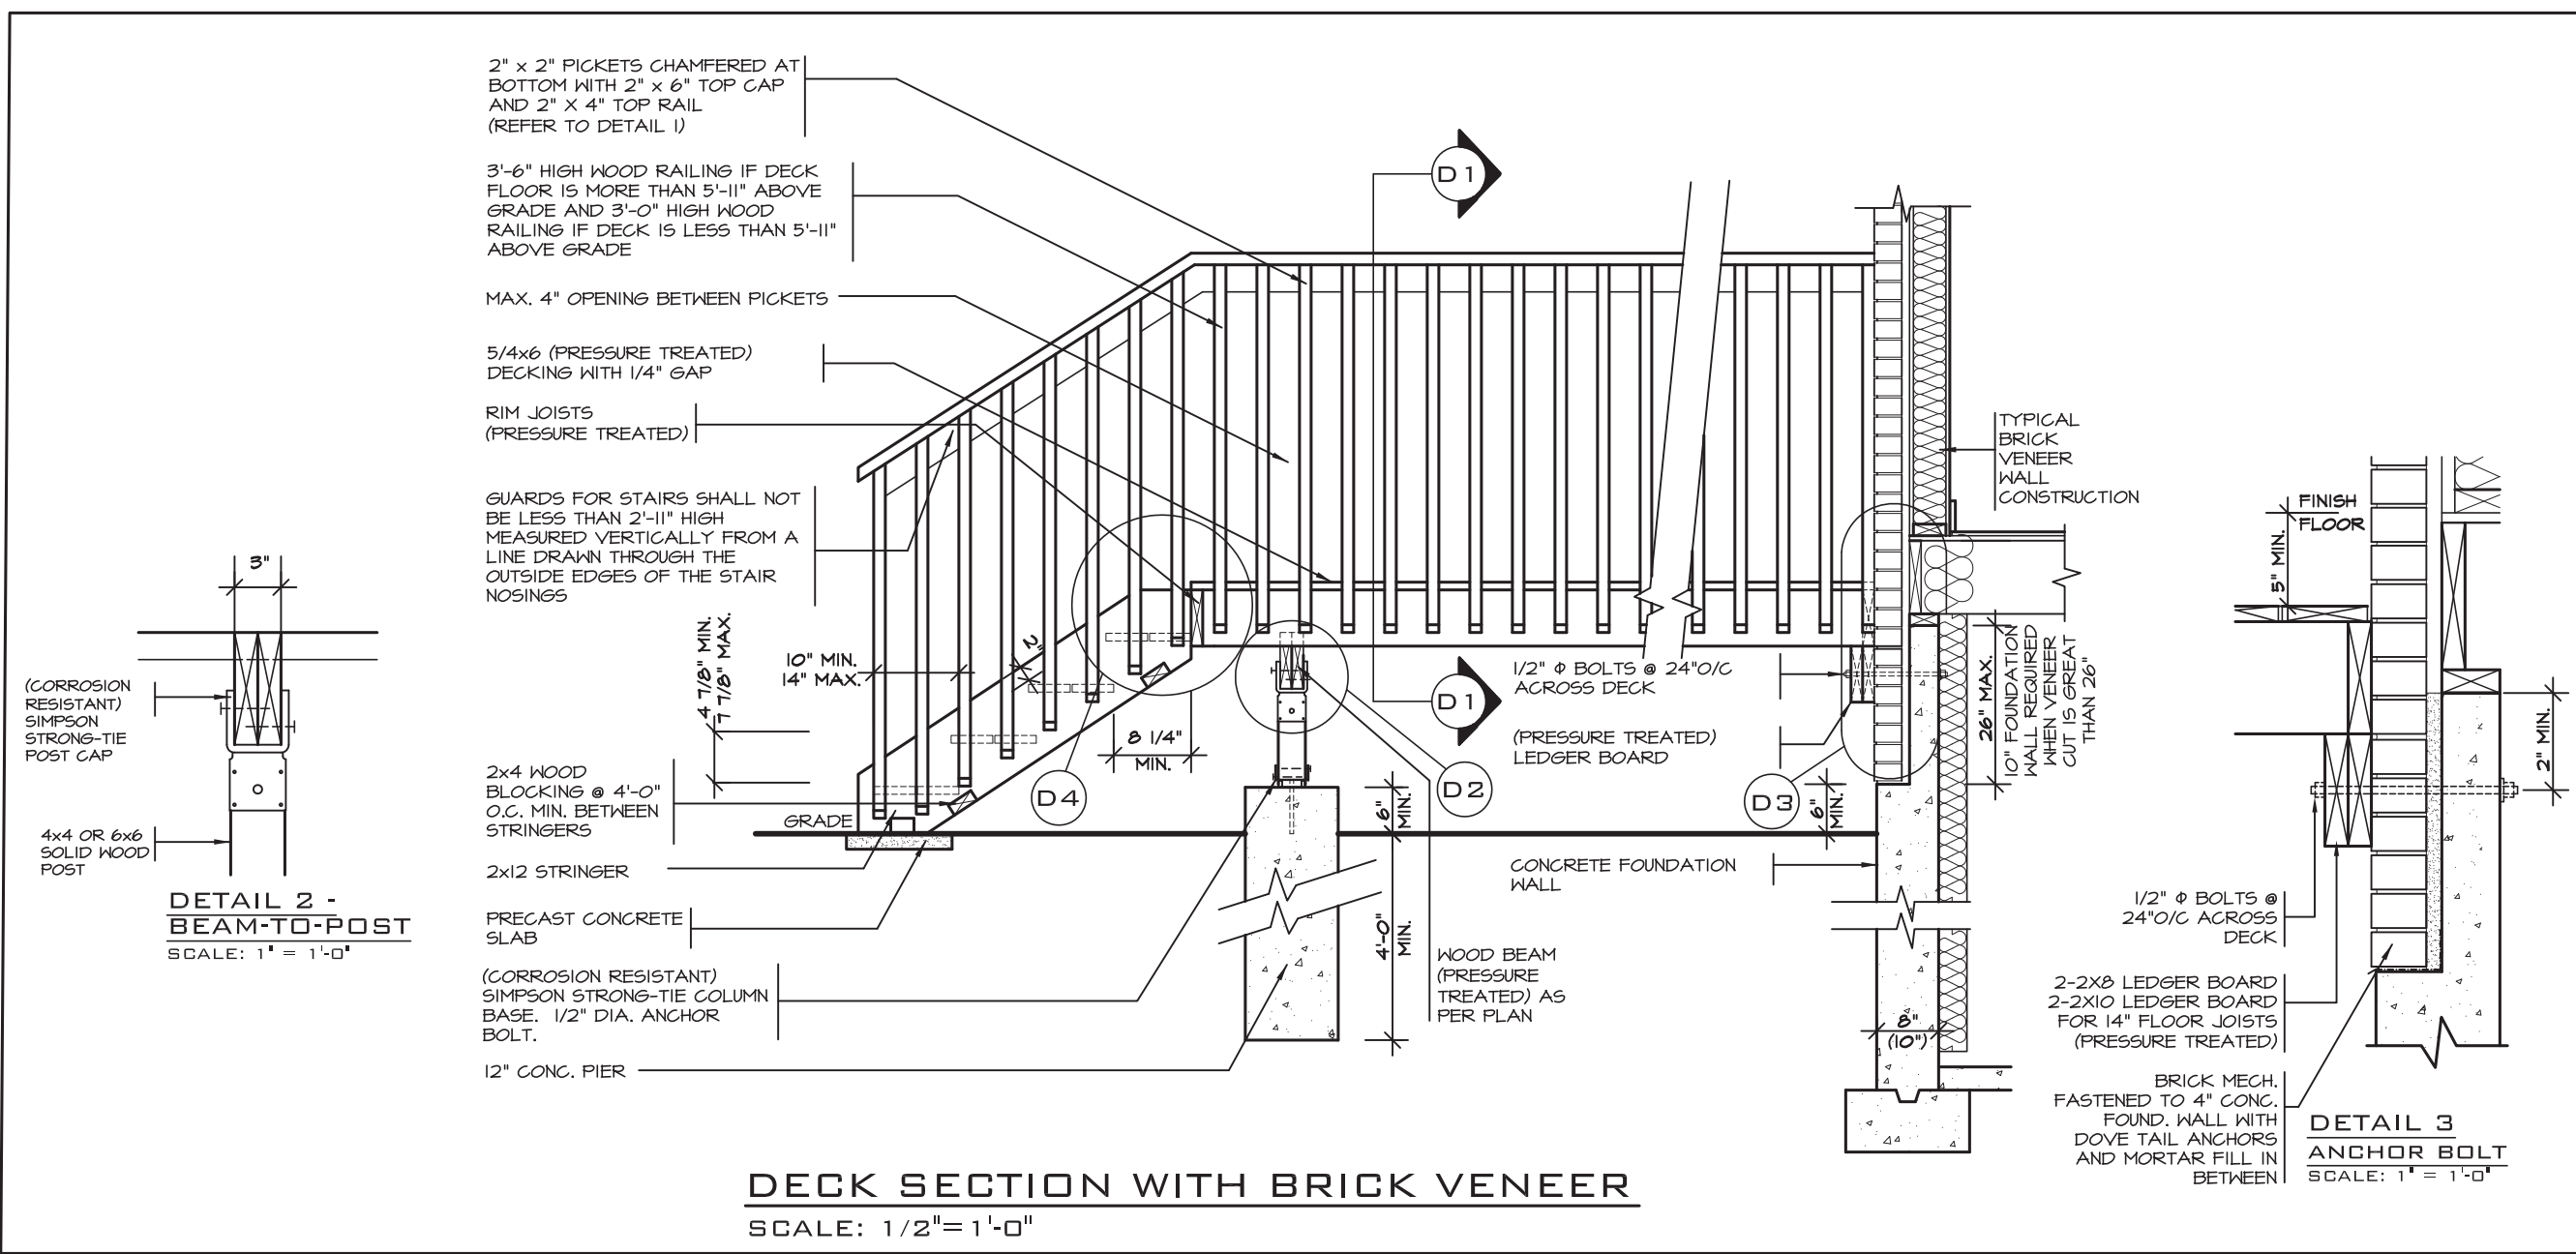 2" x 2" PICKETS CHAMFERED AT
BOTTOM WITH 2" x 6" TOP CAP
AND 2" X 4" TOP RAIL
(REFER TO DETAIL 1)
3'-6" HIGH WOOD RAILING IF DECK
FLOOR IS MORE THAN 5'-11" ABOVE
GRADE AND 3'-0" HIGH WOOD
RAILING IF DECK IS LESS THAN 5'-11"
ABOVE GRADE
MAX. 4" OPENING BETWEEN PICKETS
5/4x6 (PRESSURE TREATED)
DECKING WITH 1/4" GAP
RIM JOISTS
(PRESSURE TREATED)
GUARDS FOR STAIRS SHALL NOT
BE LESS THAN 2'-11" HIGH
MEASURED VERTICALLY FROM A
LINE DRAWN THROUGH THE
OUTSIDE EDGES OF THE STAIR
NOSINGS
4 7/8" MIN.
7 7/8" MAX.
10" MIN.
14" MAX.
2"
8 1/4"
MIN.
2x4 WOOD
BLOCKING @ 4'-0"
O.C. MIN. BETWEEN
STRINGERS
GRADE
2x12 STRINGER
PRECAST CONCRETE
SLAB
(CORROSION RESISTANT)
SIMPSON STRONG-TIE COLUMN
BASE. 1/2" DIA. ANCHOR
BOLT.
12" CONC. PIER
D1
D1
D4
D2
D3
1/2" Φ BOLTS @ 24"O/C
ACROSS DECK
(PRESSURE TREATED)
LEDGER BOARD
6"
MIN.
4'-0"
MIN.
6"
MIN.
CONCRETE FOUNDATION
WALL
WOOD BEAM
(PRESSURE
TREATED) AS
PER PLAN
8"
(10")
TYPICAL
BRICK
VENEER
WALL
CONSTRUCTION
26" MAX.
10" FOUNDATION
WALL REQUIRED
WHEN VENEER
CUT IS GREAT
THAN 26"
3"
(CORROSION
RESISTANT)
SIMPSON
STRONG-TIE
POST CAP
4x4 OR 6x6
SOLID WOOD
POST
DETAIL 2 -
BEAM-TO-POST
SCALE: 1" = 1'-0"
FINISH
FLOOR
5" MIN.
2" MIN.
1/2" Φ BOLTS @
24"O/C ACROSS
DECK
2-2X8 LEDGER BOARD
2-2X10 LEDGER BOARD
FOR 14" FLOOR JOISTS
(PRESSURE TREATED)
BRICK MECH.
FASTENED TO 4" CONC.
FOUND. WALL WITH
DOVE TAIL ANCHORS
AND MORTAR FILL IN
BETWEEN
DETAIL 3
ANCHOR BOLT
SCALE: 1" = 1'-0"
DECK SECTION WITH BRICK VENEER
SCALE: 1/2"=1'-0"